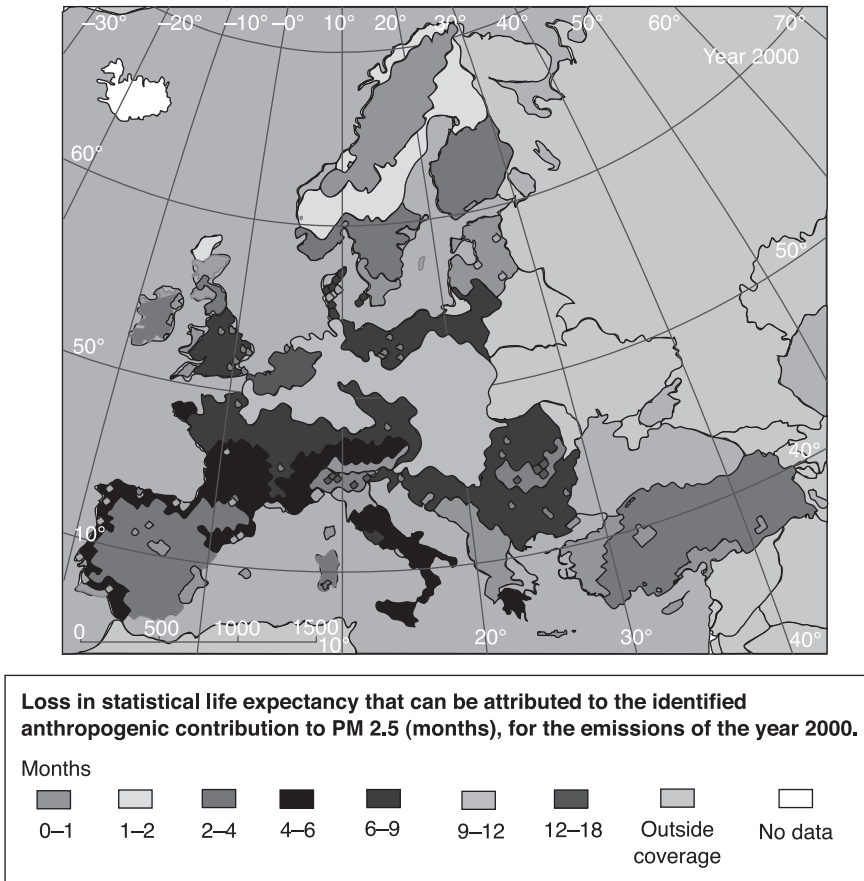 –30° –20° –10° –0° 10° 20° 30° 40° 50° 60° 70°
Year 2000
60°
50°
50°
40°
10°
0 500 1000 1500
10° 20° 30° 40°
40°
–10°
Loss in statistical life expectancy that can be attributed to the identified
anthropogenic contribution to PM 2.5 (months), for the emissions of the year 2000.
Months
0–1 1–2 2–4 4–6 6–9 9–12 12–18 Outside No data
coverage